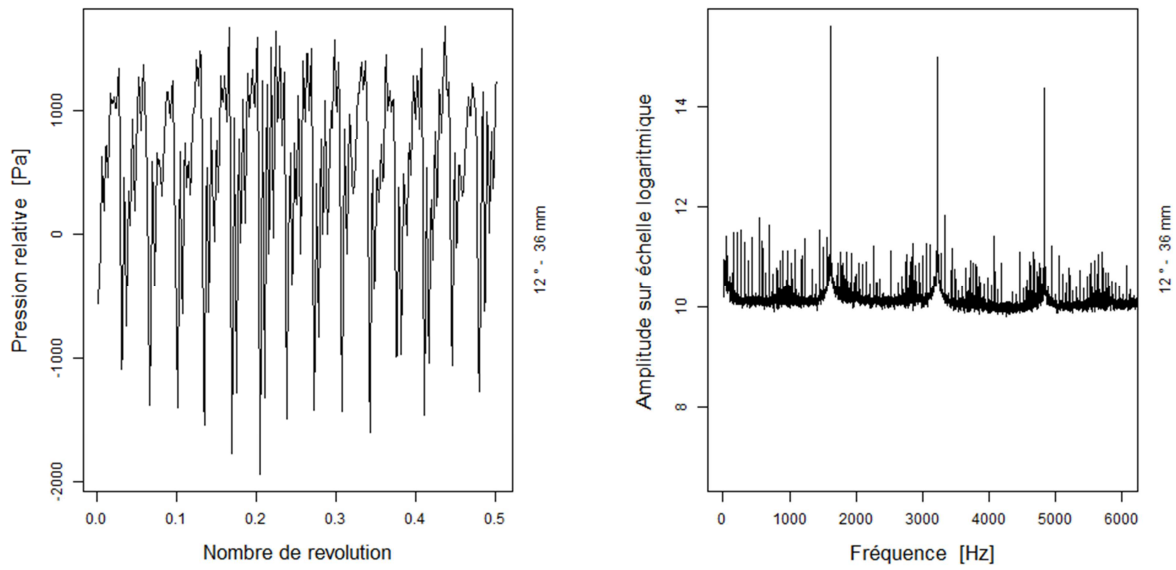 Pression relative [Pa]
-2000
-1000
0
1000
0.0 0.1 0.2 0.3 0.4 0.5
Nombre de revolution
12 ° - 36 mm
Amplitude sur échelle logaritmique
8
10
12
14
0 1000 2000 3000 4000 5000 6000
Fréquence [Hz]
12 ° - 36 mm